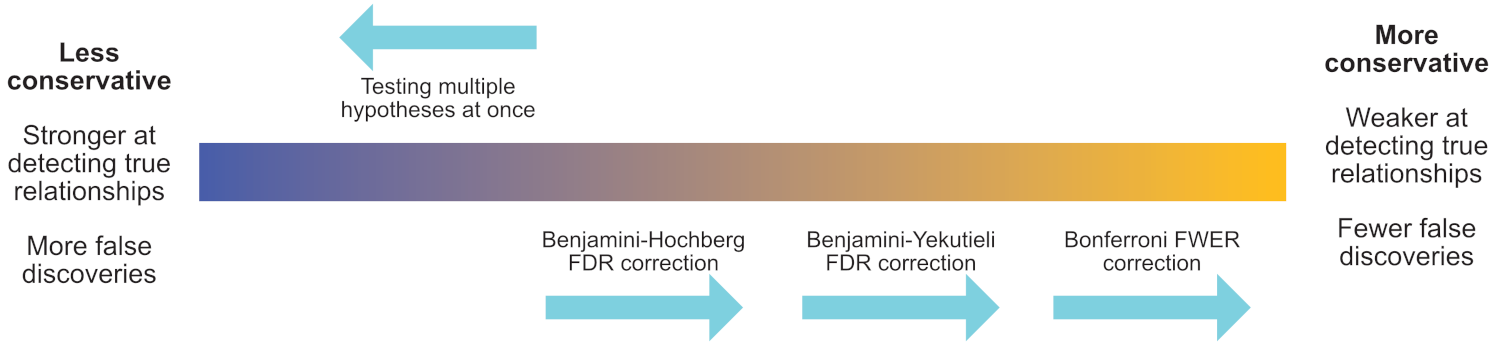 Less
conservative
Stronger at
detecting true
relationships
More false
discoveries
Testing multiple
hypotheses at once
Benjamini-Hochberg
FDR correction
Benjamini-Yekutieli
FDR correction
Bonferroni FWER
correction
More
conservative
Weaker at
detecting true
relationships
Fewer false
discoveries